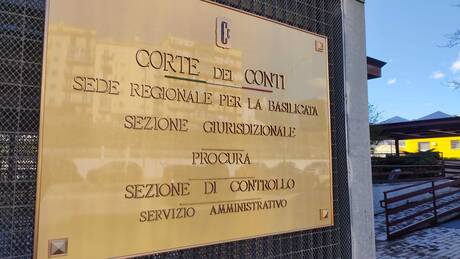 CORTE DEI CONTI
SEDE REGIONALE PER LA BASILICATA
SEZIONE GIURISDIZIONALE
PROCURA
SEZIONE DI CONTROLLO
SERVIZIO AMMINISTRATIVO